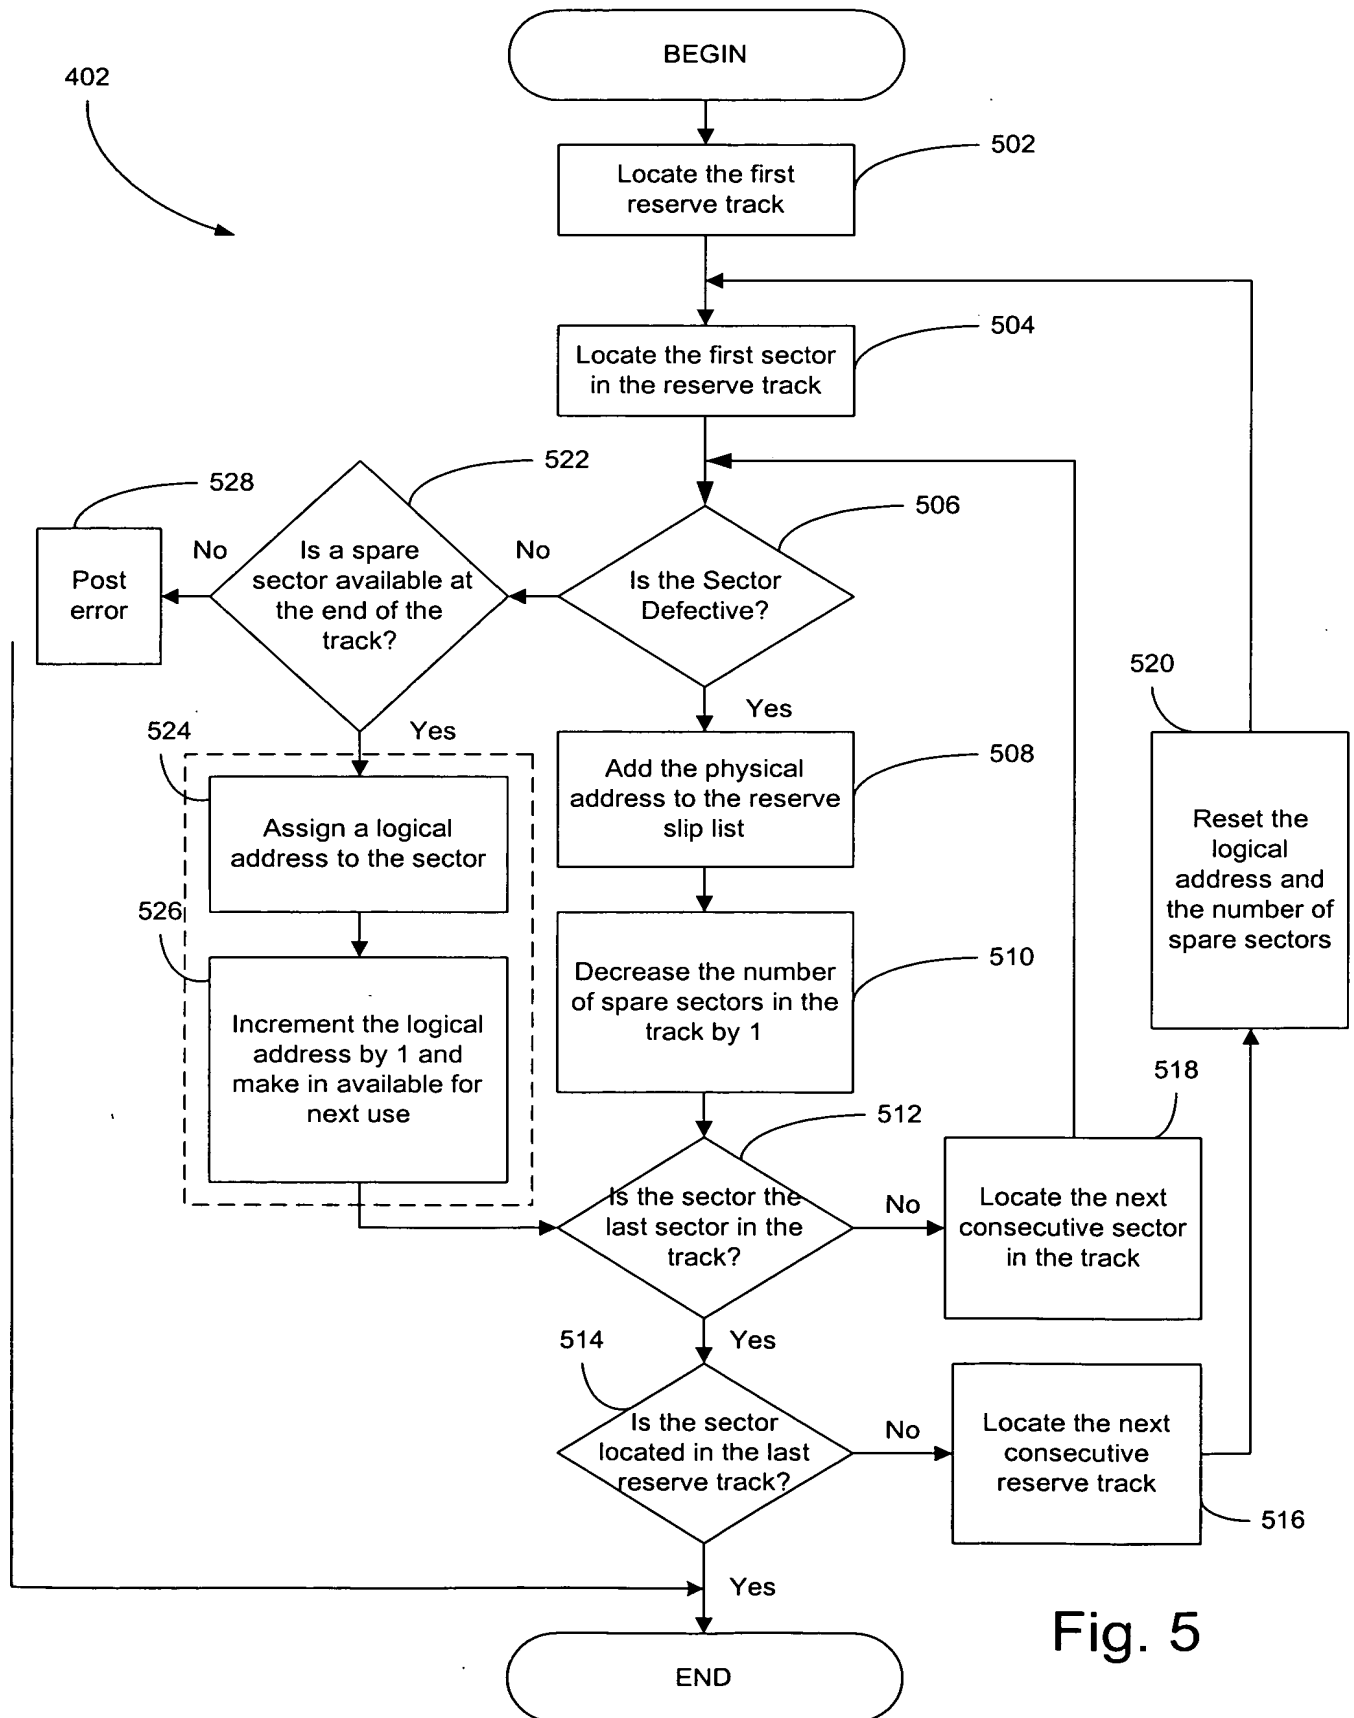 BEGIN
402
502
Locate the first
reserve track
504
Locate the first sector
in the reserve track
522
528
506
No
No
Is a spare
sector available at
the end of the
track?
Post
error
Is the Sector
Defective?
520
Yes
Yes
524
508
Add the physical
address to the reserve
slip list
Assign a logical
address to the sector
Reset the
logical
address and
the number of
spare sectors
526
510
Decrease the number
of spare sectors in the
track by 1
Increment the logical
address by 1 and
make in available for
next use
518
512
Is the sector the
last sector in the
track?
No
Locate the next
consecutive sector
in the track
514
Yes
Is the sector
located in the last
reserve track?
No
Locate the next
consecutive
reserve track
516
Yes
Fig. 5
END